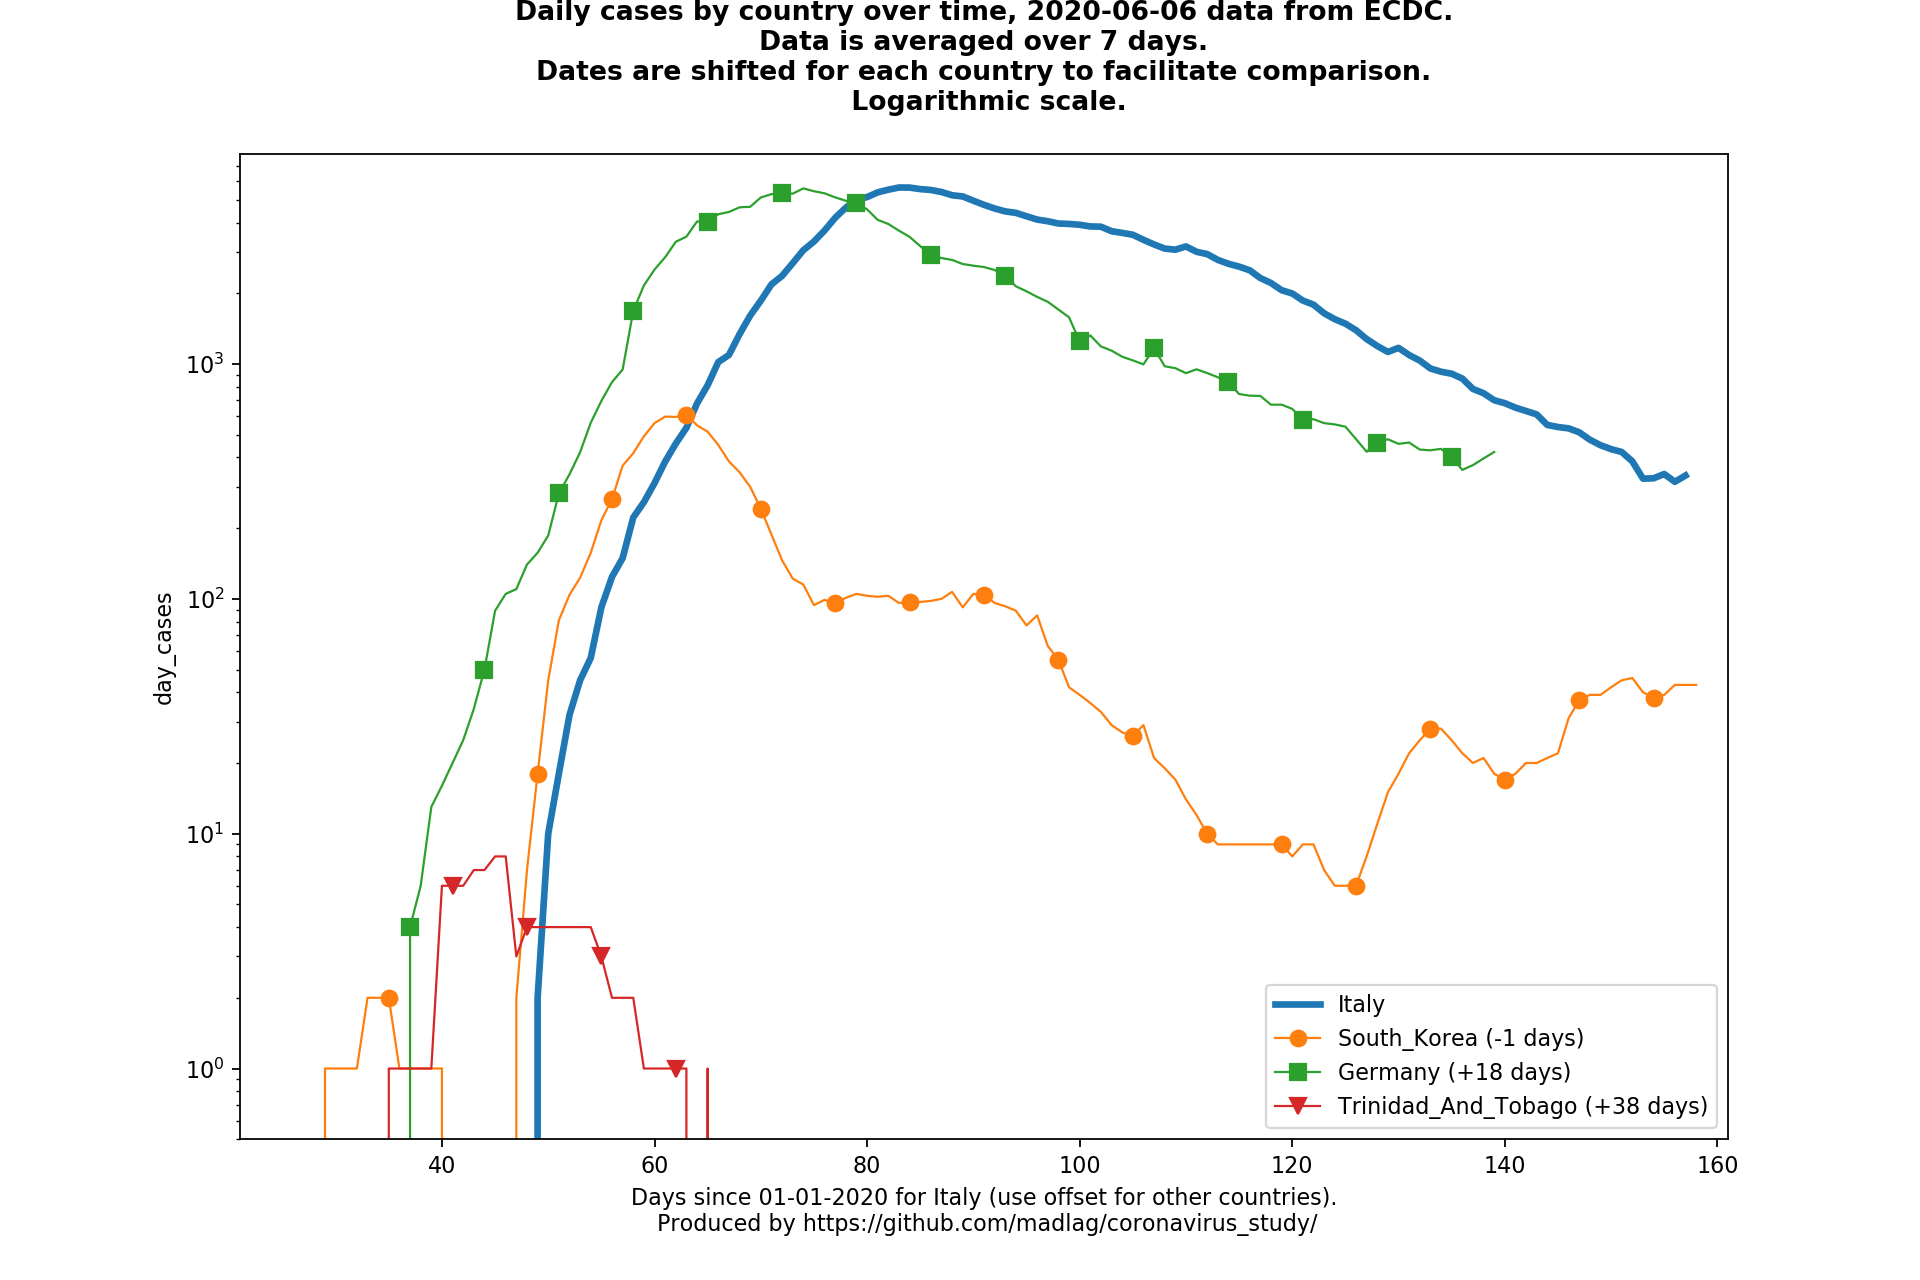 Daily cases by country over time, 2020-06-06 data from ECDC.
Data is averaged over 7 days.
Dates are shifted for each country to facilitate comparison.
Logarithmic scale.
10^3
10^2
10^1
10^0
day_cases
Italy
South_Korea (-1 days)
Germany (+18 days)
Trinidad_And_Tobago (+38 days)
40 60 80 100 120 140 160
Days since 01-01-2020 for Italy (use offset for other countries).
Produced by https://github.com/madlag/coronavirus_study/